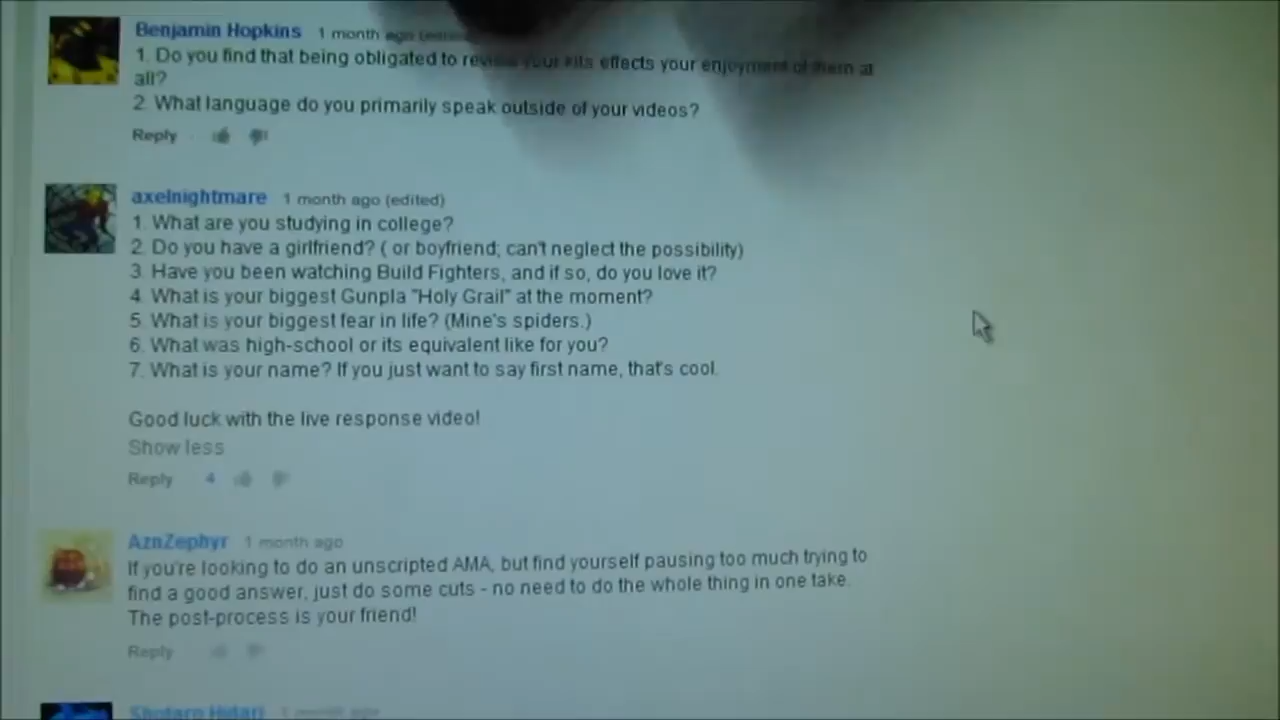 Benjamin Hopkins 1 month ago (edited)
1. Do you find that being obligated to review your kits effects your enjoyment of them at
all?
2. What language do you primarily speak outside of your videos?
Reply
axelnightmare 1 month ago (edited)
1. What are you studying in college?
2. Do you have a girlfriend? ( or boyfriend; can't neglect the possibility)
3. Have you been watching Build Fighters, and if so, do you love it?
4. What is your biggest Gunpla "Holy Grail" at the moment?
5. What is your biggest fear in life? (Mine's spiders.)
6. What was high-school or its equivalent like for you?
7. What is your name? If you just want to say first name, that's cool.
Good luck with the live response video!
Show less
Reply 4
AznZephyr 1 month ago
If you're looking to do an unscripted AMA, but find yourself pausing too much trying to
find a good answer, just do some cuts - no need to do the whole thing in one take.
The post-process is your friend!
Reply
Shotaro Hidari 1 month ago